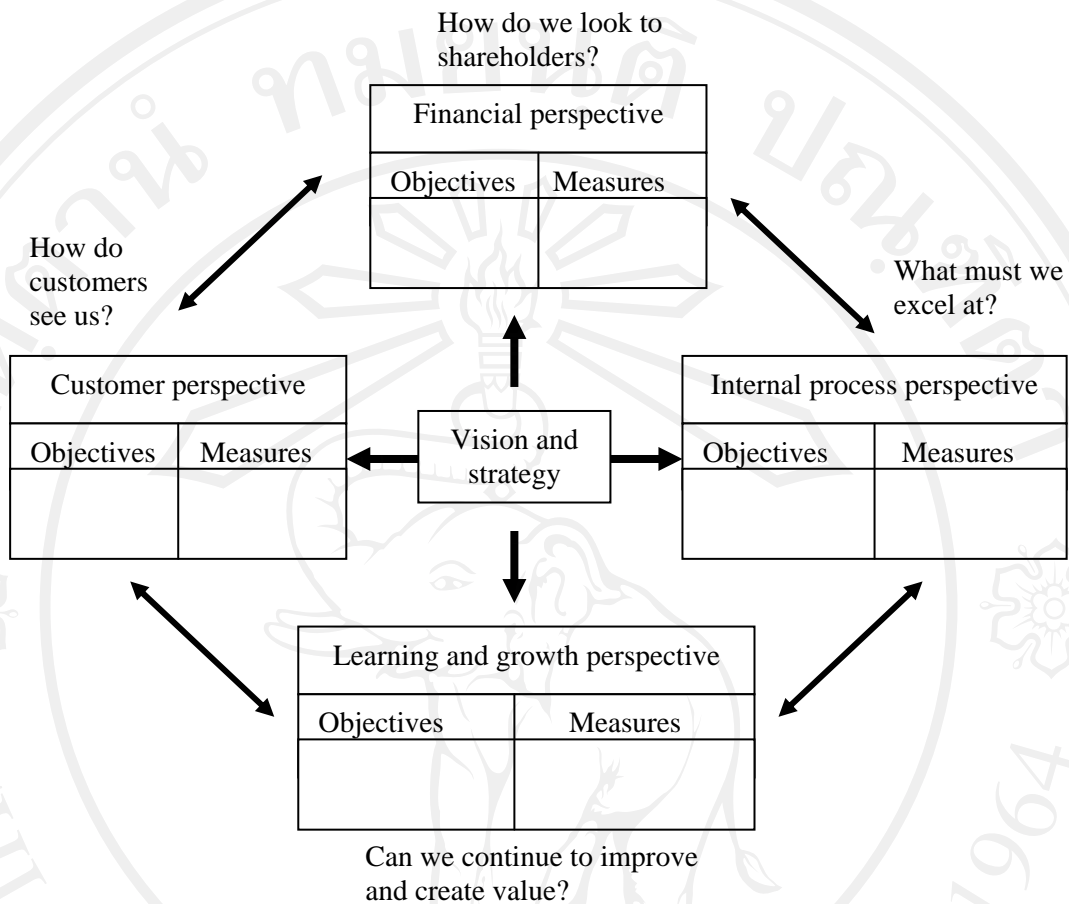 How do we look to
shareholders?
Financial perspective
Objectives Measures
How do
customers
see us?
What must we
excel at?
Customer perspective
Objectives Measures
Vision and
strategy
Internal process perspective
Objectives Measures
Learning and growth perspective
Objectives Measures
Can we continue to improve
and create value?
1964